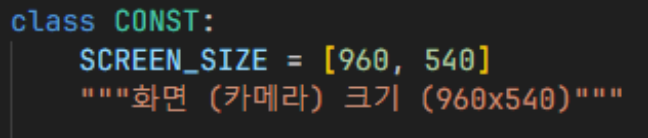 class CONST:
    SCREEN_SIZE = [960, 540]
    """화면 (카메라) 크기 (960x540)"""